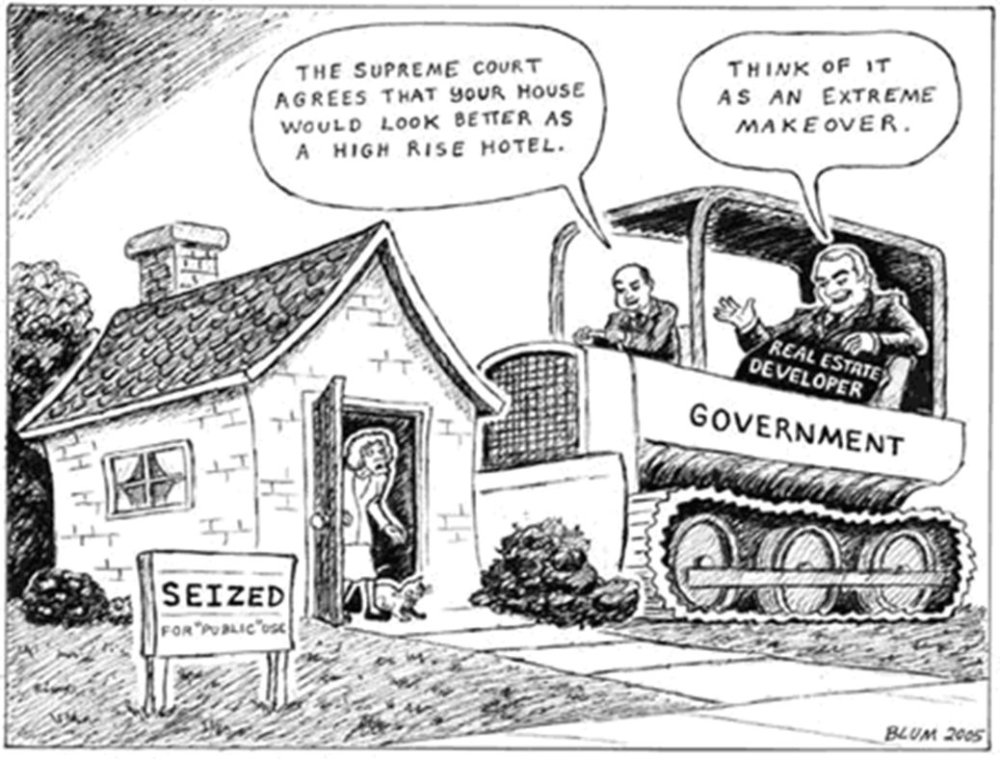 THE SUPREME COURT
AGREES THAT YOUR HOUSE
WOULD LOOK BETTER AS
A HIGH RISE HOTEL.
THINK OF IT
AS AN EXTREME
MAKEOVER.
REAL ESTATE
DEVELOPER
GOVERNMENT
SEIZED
FOR "PUBLIC" USE
BLUM 2005